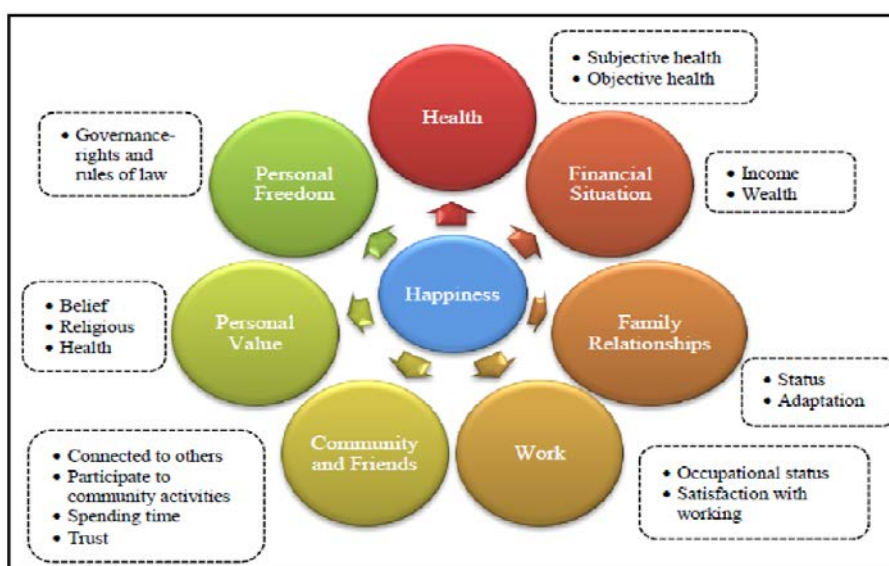 Health
• Subjective health
• Objective health
Financial
Situation
• Income
• Wealth
Family
Relationships
• Status
• Adaptation
Work
• Occupational status
• Satisfaction with
working
Community
and Friends
• Connected to others
• Participate to
community activities
• Spending time
• Trust
Personal
Value
• Belief
• Religious
• Health
Personal
Freedom
• Governance-
rights and
rules of law
Happiness